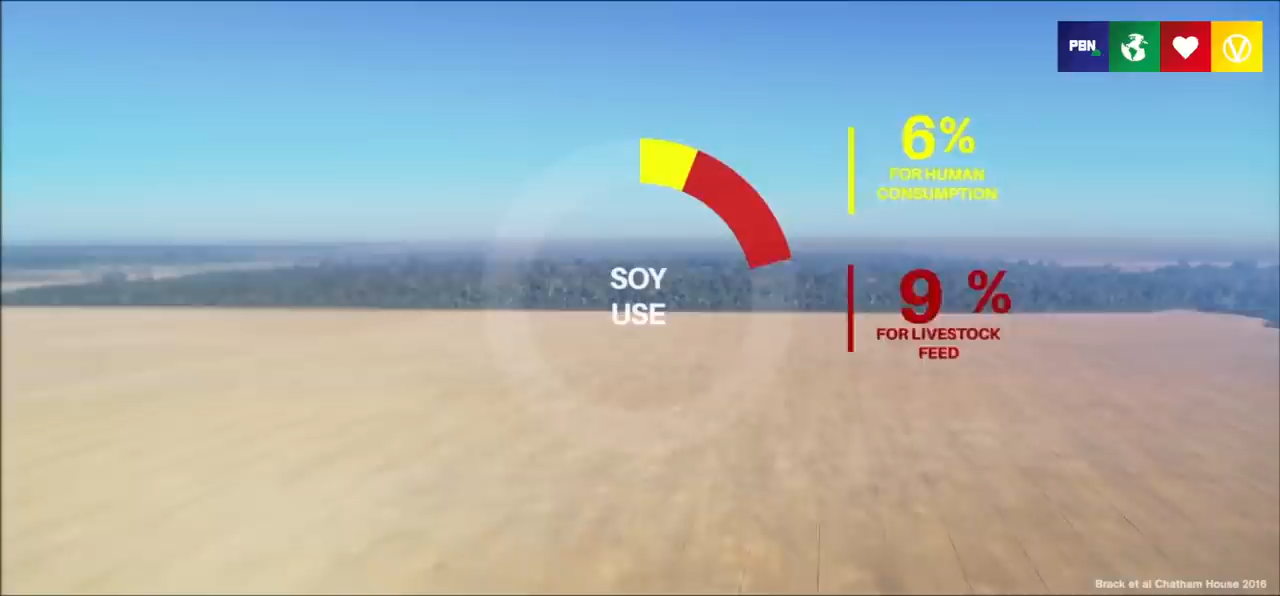 PBN
6%
FOR HUMAN
CONSUMPTION
SOY
USE
9 %
FOR LIVESTOCK
FEED
Brack et al Chatham House 2016